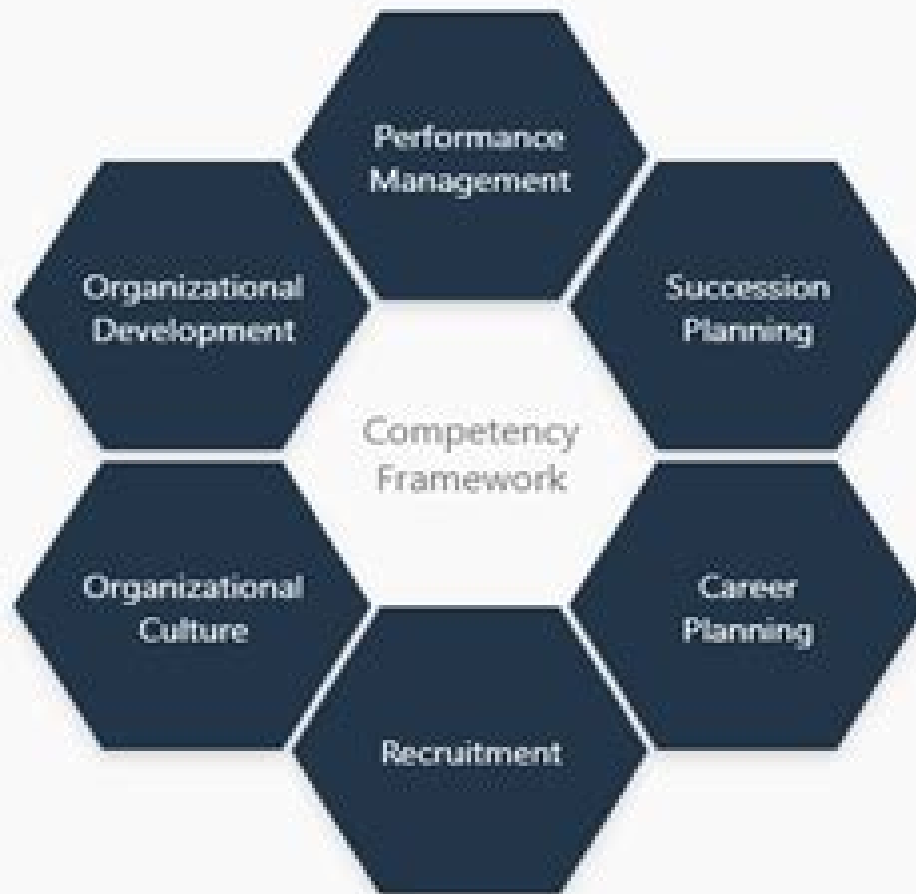 Performance
Management
Organizational
Development
Succession
Planning
Competency
Framework
Organizational
Culture
Career
Planning
Recruitment